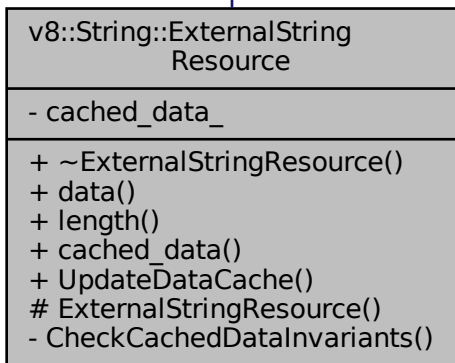 v8::String::ExternalString
Resource
- cached_data_
+ ~ExternalStringResource()
+ data()
+ length()
+ cached_data()
+ UpdateDataCache()
# ExternalStringResource()
- CheckCachedDataInvariants()